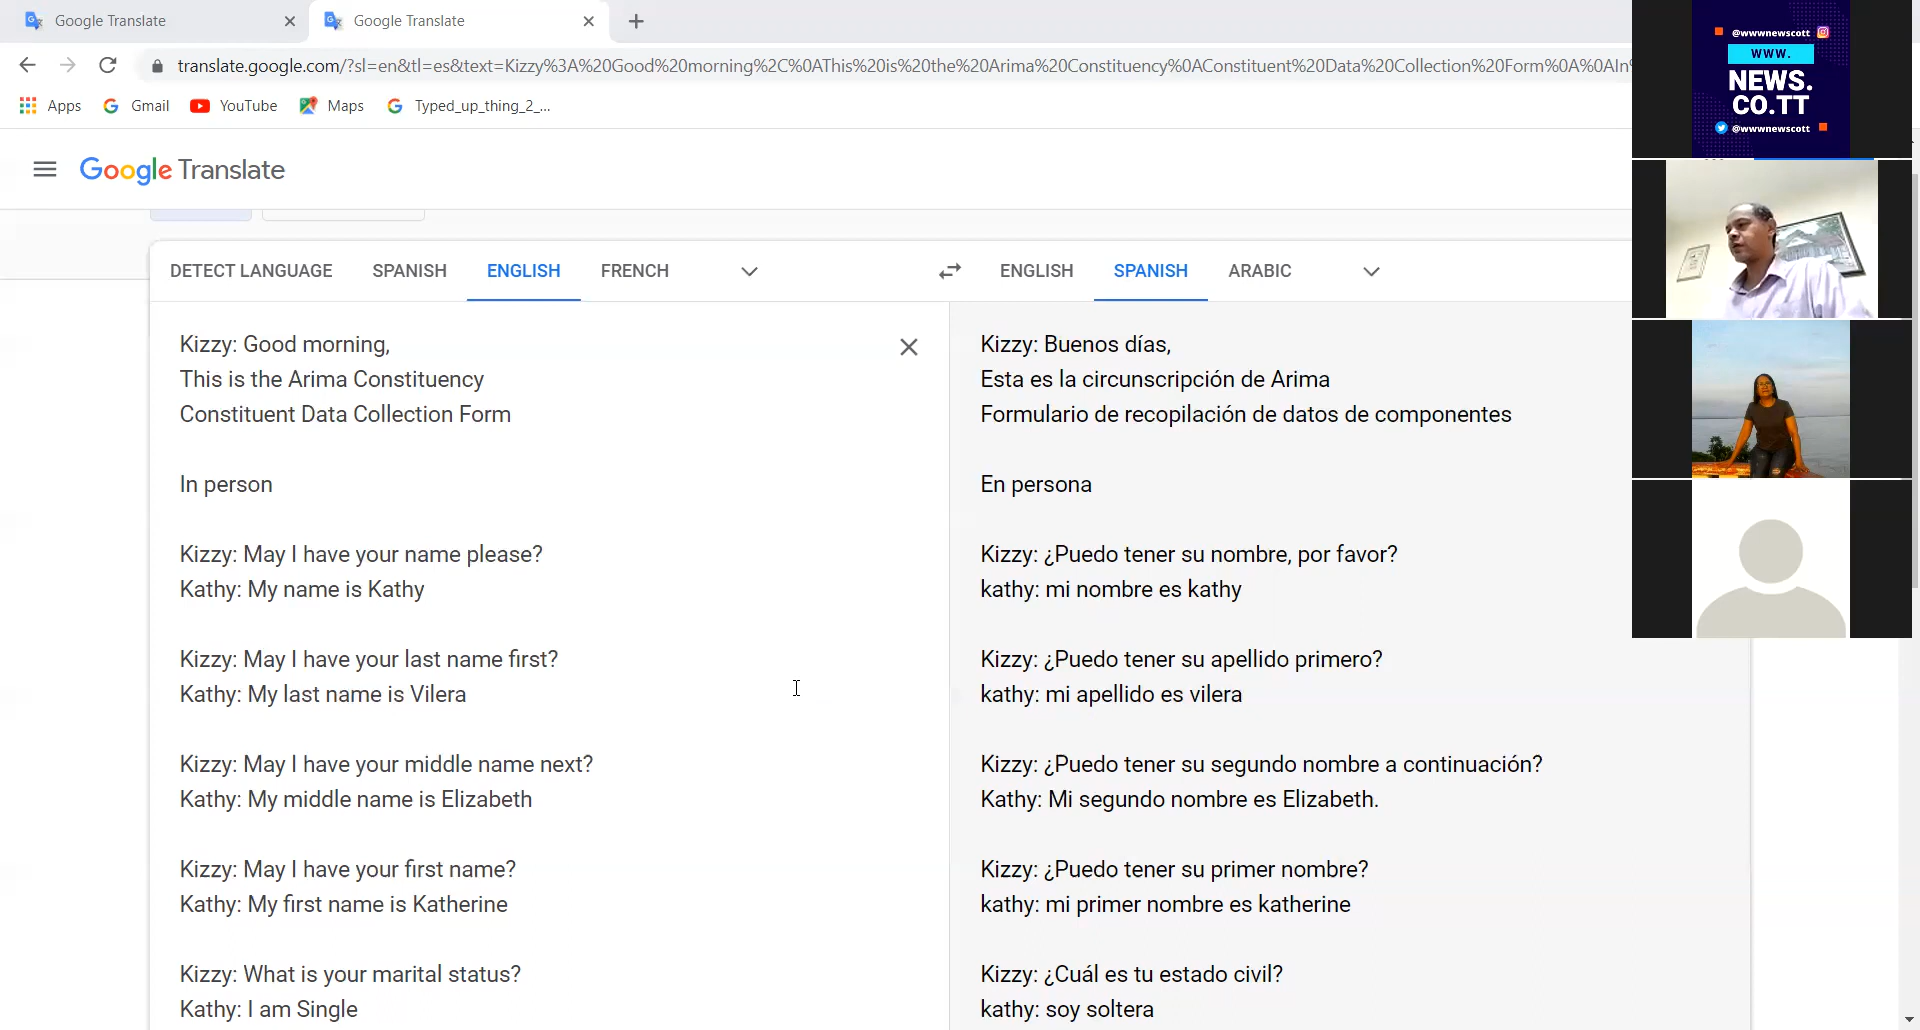 Google Translate
Google Translate
translate.google.com/?sl=en&tl=es&text=Kizzy%3A%20Good%20morning%2C%0AThis%20is%20the%20Arima%20Constituency%0AConstituent%20Data%20Collection%20Form%0A%0AIn%
Apps
Gmail
YouTube
Maps
Typed_up_thing_2_...
Google Translate
DETECT LANGUAGE
SPANISH
ENGLISH
FRENCH
ENGLISH
SPANISH
ARABIC
Kizzy: Good morning,
This is the Arima Constituency
Constituent Data Collection Form
In person
Kizzy: May I have your name please?
Kathy: My name is Kathy
Kizzy: May I have your last name first?
Kathy: My last name is Vilera
Kizzy: May I have your middle name next?
Kathy: My middle name is Elizabeth
Kizzy: May I have your first name?
Kathy: My first name is Katherine
Kizzy: What is your marital status?
Kathy: I am Single
Kizzy: Buenos días,
Esta es la circunscripción de Arima
Formulario de recopilación de datos de componentes
En persona
Kizzy: ¿Puedo tener su nombre, por favor?
kathy: mi nombre es kathy
Kizzy: ¿Puedo tener su apellido primero?
kathy: mi apellido es vilera
Kizzy: ¿Puedo tener su segundo nombre a continuación?
Kathy: Mi segundo nombre es Elizabeth.
Kizzy: ¿Puedo tener su primer nombre?
kathy: mi primer nombre es katherine
Kizzy: ¿Cuál es tu estado civil?
kathy: soy soltera
@wwwnewscott
WWW.
NEWS.
CO.TT
@wwwnewscott